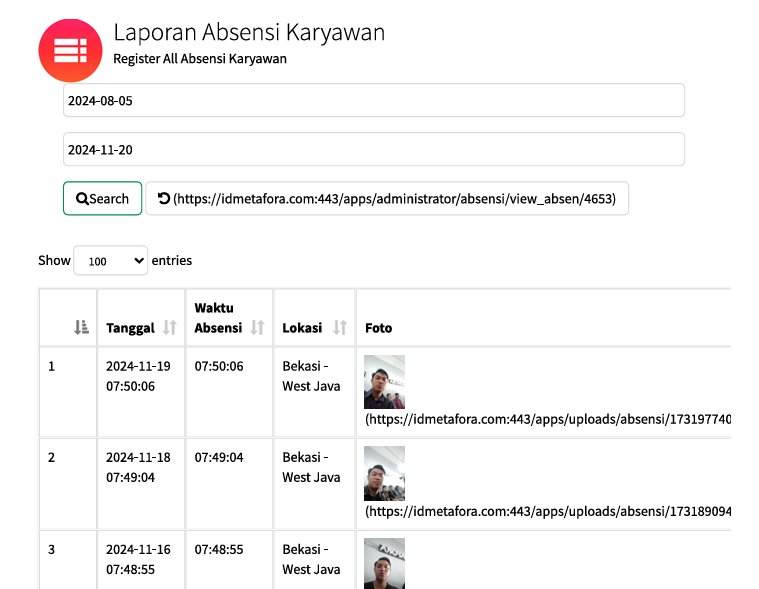 Laporan Absensi Karyawan
Register All Absensi Karyawan
2024-08-05
2024-11-20
Search (https://idmetafora.com:443/apps/administrator/absensi/view_absen/4653)
Show 100 entries
Tanggal Waktu Absensi Lokasi Foto
1 2024-11-19 07:50:06 Bekasi -
07:50:06 West Java
(https://idmetafora.com:443/apps/uploads/absensi/173197740
2 2024-11-18 07:49:04 Bekasi -
07:49:04 West Java
(https://idmetafora.com:443/apps/uploads/absensi/173189094
3 2024-11-16 07:48:55 Bekasi -
07:48:55 West Java